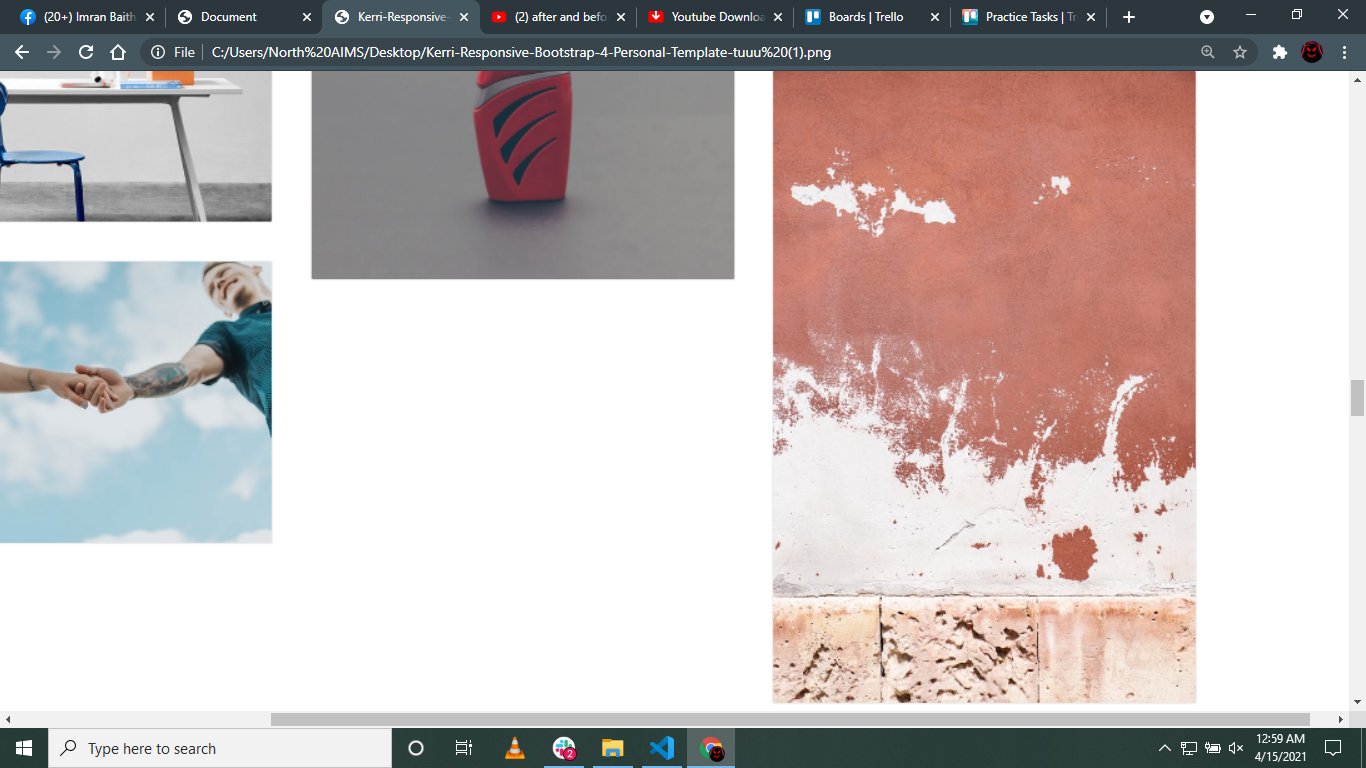 (20+) Imran Baith
Document
Kerri-Responsive-
(2) after and befo
Youtube Downloa
Boards | Trello
Practice Tasks | Tr
File
C:/Users/North%20AIMS/Desktop/Kerri-Responsive-Bootstrap-4-Personal-Template-tuuu%20(1).png
Type here to search
2
12:59 AM
4/15/2021